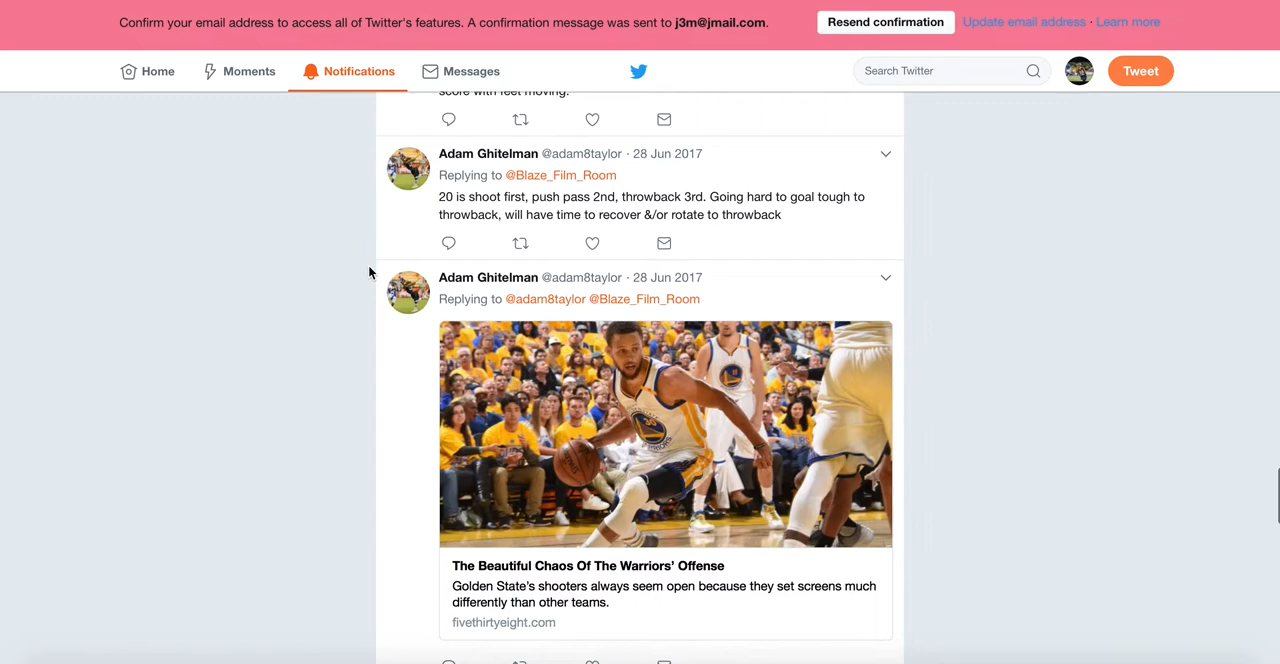 Confirm your email address to access all of Twitter's features. A confirmation message was sent to j3m@jmail.com.
Resend confirmation
Update email address · Learn more
Home
Moments
Notifications
Messages
Search Twitter
Tweet
score with feet moving.
Adam Ghitelman @adam8taylor · 28 Jun 2017
Replying to @Blaze_Film_Room
20 is shoot first, push pass 2nd, throwback 3rd. Going hard to goal tough to
throwback, will have time to recover &/or rotate to throwback
Adam Ghitelman @adam8taylor · 28 Jun 2017
Replying to @adam8taylor @Blaze_Film_Room
30
The Beautiful Chaos Of The Warriors' Offense
Golden State's shooters always seem open because they set screens much
differently than other teams.
fivethirtyeight.com